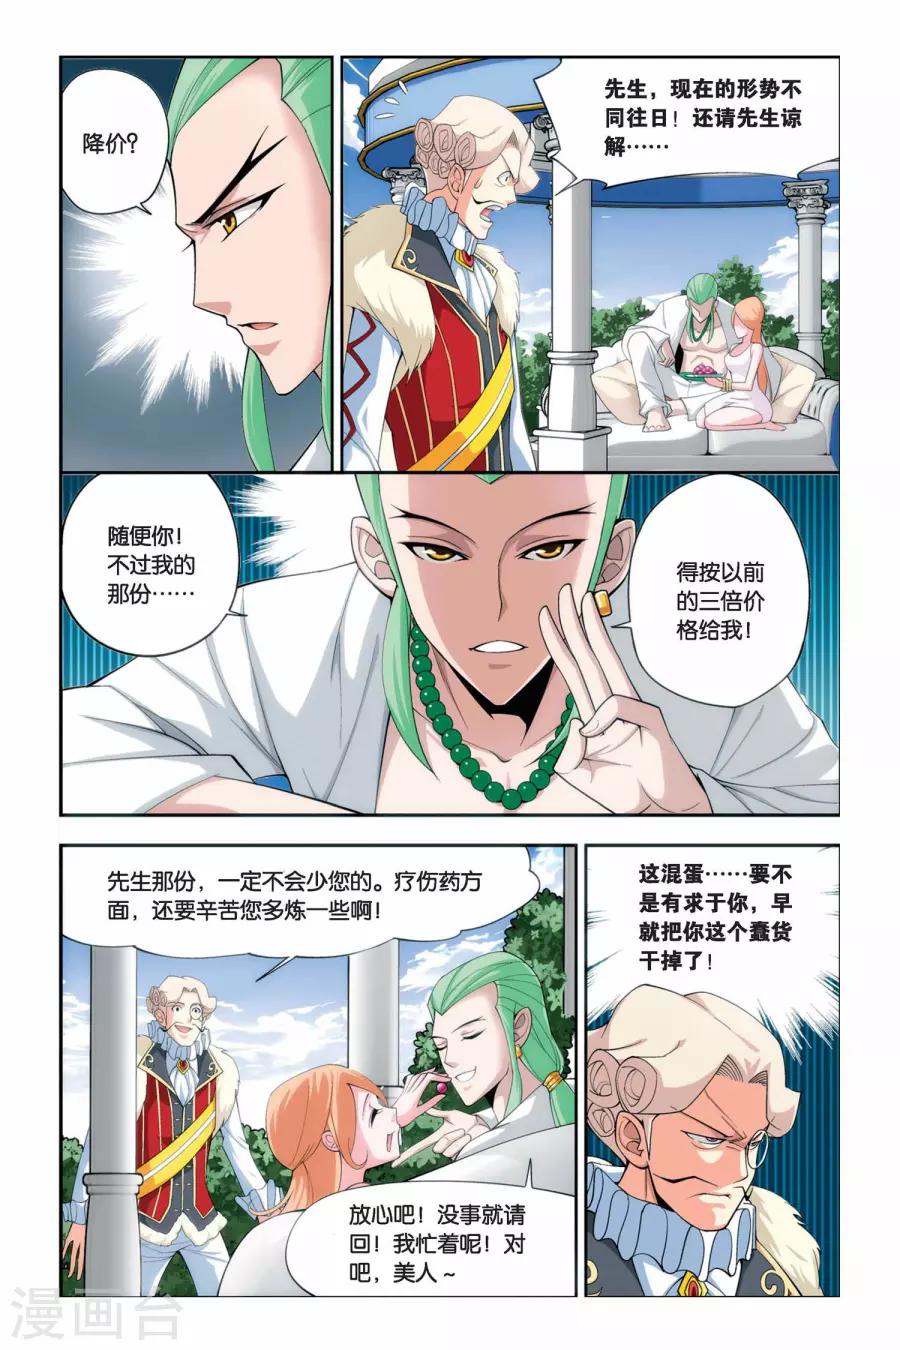 降价？
先生，现在的形势不
同往日！还请先生谅
解……
随便你！
不过我的
那份……
得按以前
的三倍价
格给我！
先生那份，一定不会少您的。疗伤药方
面，还要辛苦您多炼一些啊！
放心吧！没事就请
回！我忙着呢！对
吧，美人～
这混蛋……要不
是有求于你，早
就把你这个蠢货
干掉了！
漫画台